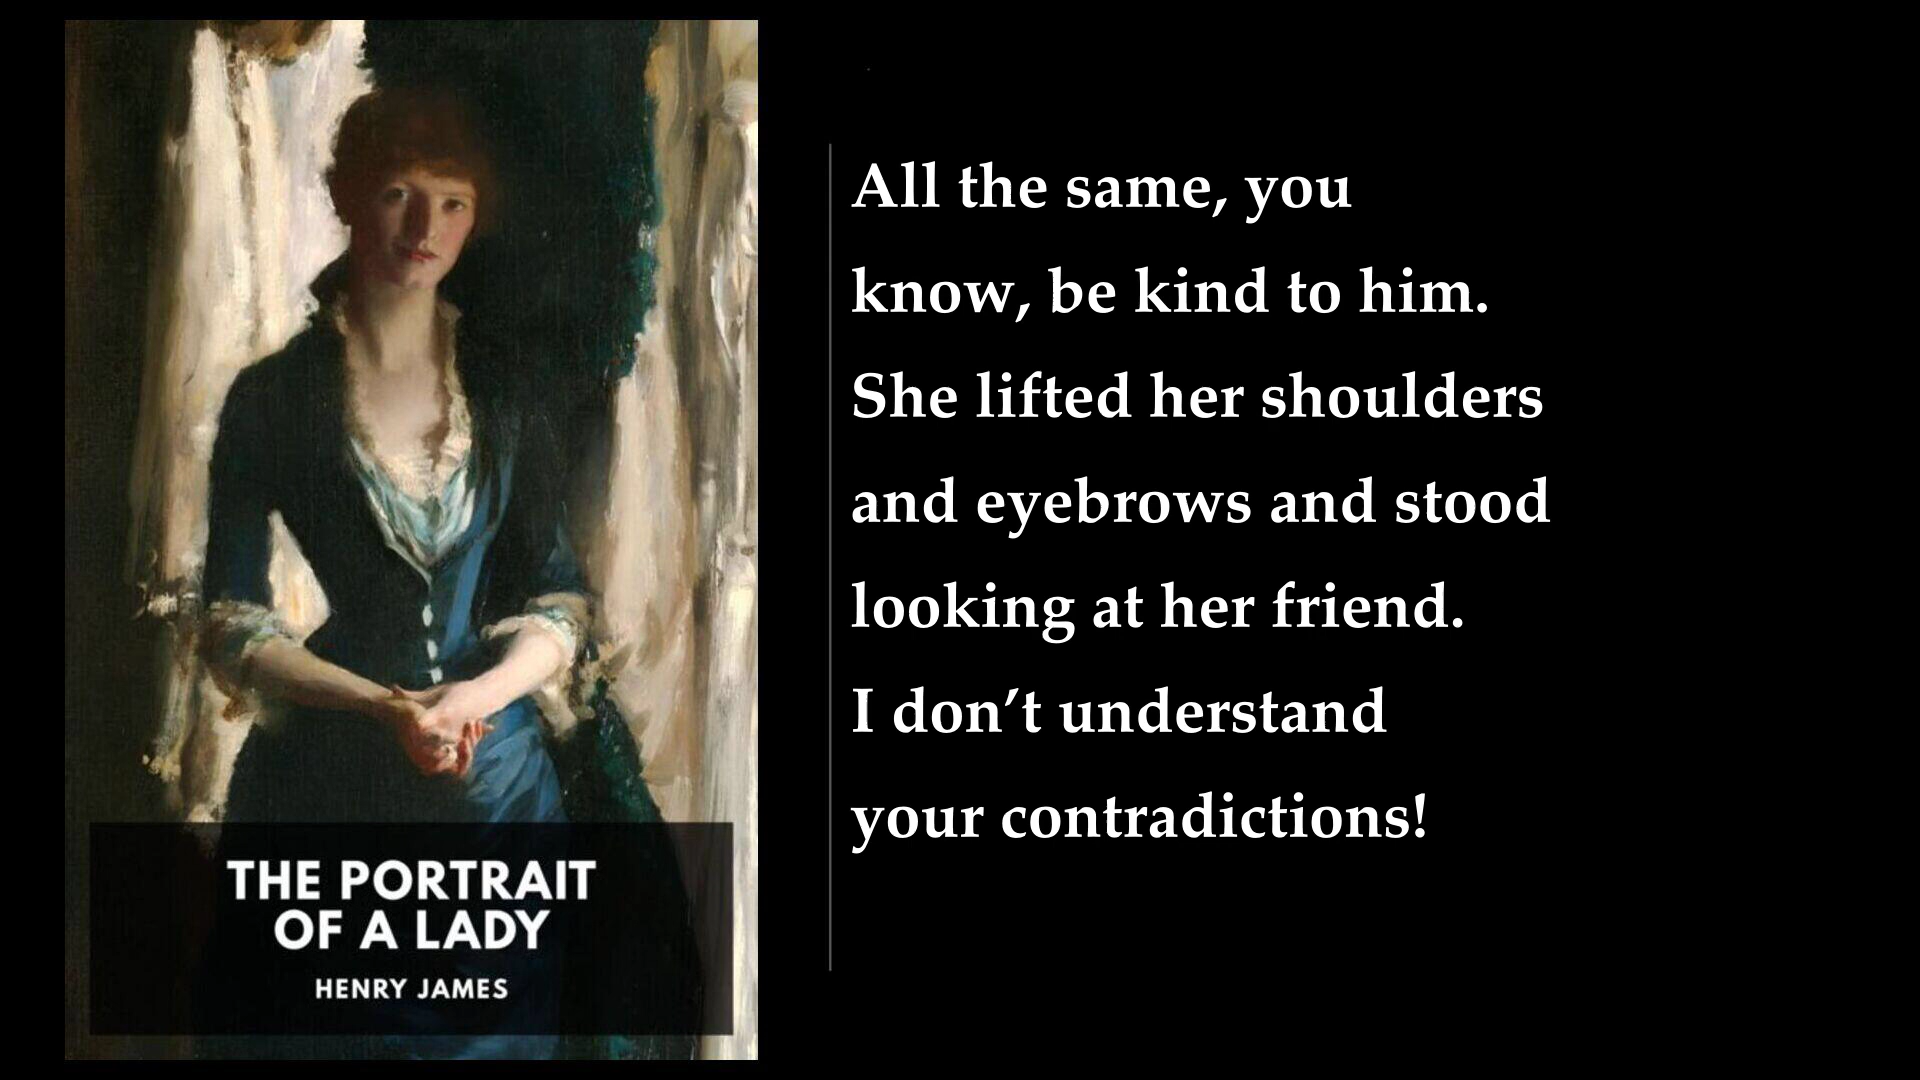 All the same, you
know, be kind to him.
She lifted her shoulders
and eyebrows and stood
looking at her friend.
I don’t understand
your contradictions!
THE PORTRAIT
OF A LADY
HENRY JAMES